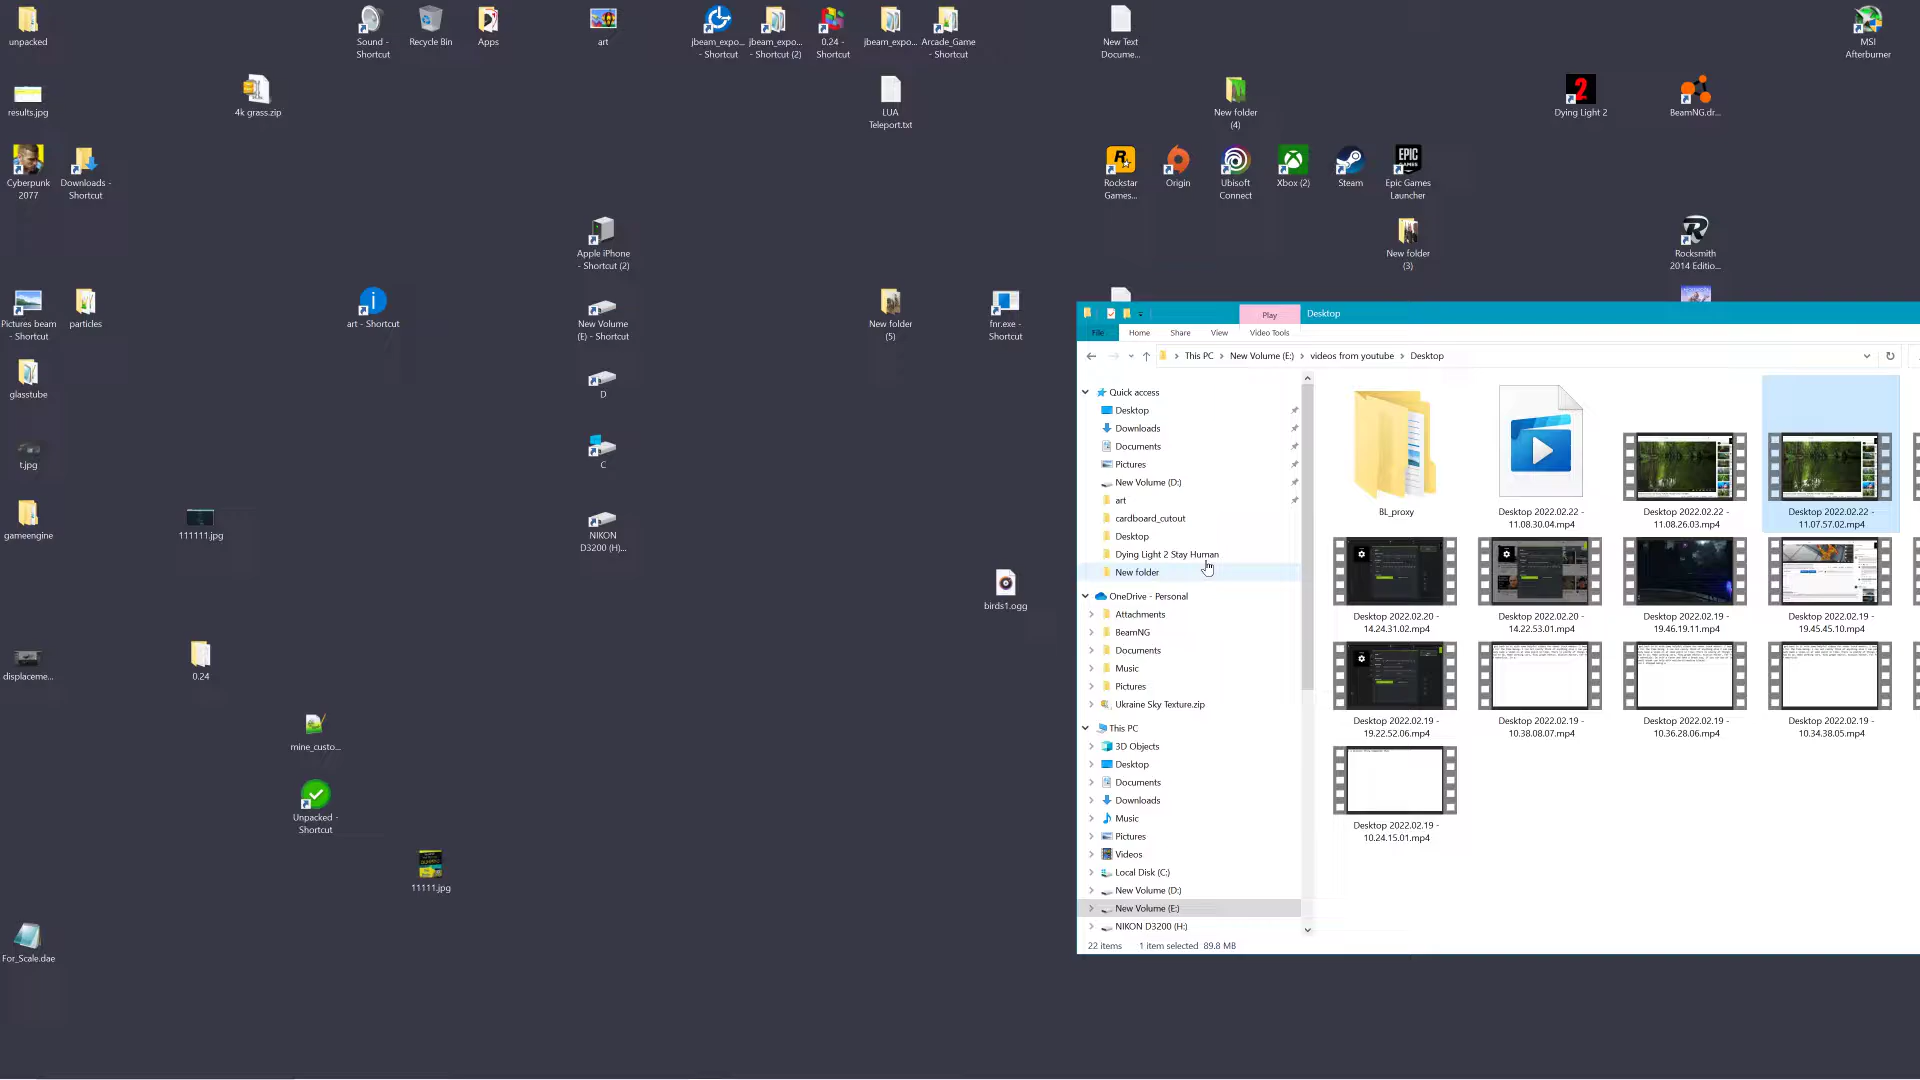 unpacked
Sound -
Shortcut
Recycle Bin
Apps
art
jbeam_expo...
- Shortcut
jbeam_expo...
- Shortcut (2)
0.24 -
Shortcut
jbeam_expo...
Arcade_Game
- Shortcut
New Text
Docume...
MSI
Afterburner
results.jpg
4k grass.zip
LUA
Teleport.txt
New folder
(4)
2
Dying Light 2
BeamNG.dr...
Cyberpunk
2077
Downloads -
Shortcut
Rockstar
Games...
Origin
Ubisoft
Connect
Xbox (2)
Steam
EPIC
GAMES
Epic Games
Launcher
Apple iPhone
- Shortcut (2)
New folder
(3)
Rocksmith
2014 Editio...
Pictures beam
- Shortcut
particles
art - Shortcut
New Volume
(E) - Shortcut
New folder
(5)
fnr.exe -
Shortcut
glasstube
D
t.jpg
C
gameengine
111111.jpg
NIKON
D3200 (H)...
birds1.ogg
displaceme...
0.24
mine_custo...
Unpacked -
Shortcut
11111.jpg
For_Scale.dae
Play
Desktop
File
Home
Share
View
Video Tools
This PC
New Volume (E:)
videos from youtube
Desktop
Quick access
Desktop
Downloads
Documents
Pictures
New Volume (D:)
art
cardboard_cutout
Desktop
Dying Light 2 Stay Human
New folder
OneDrive - Personal
Attachments
BeamNG
Documents
Music
Pictures
Ukraine Sky Texture.zip
This PC
3D Objects
Desktop
Documents
Downloads
Music
Pictures
Videos
Local Disk (C:)
New Volume (D:)
New Volume (E:)
NIKON D3200 (H:)
BL_proxy
Desktop 2022.02.22 -
11.08.30.04.mp4
Desktop 2022.02.22 -
11.08.26.03.mp4
Desktop 2022.02.22 -
11.07.57.02.mp4
Desktop 2022.02.20 -
14.24.31.02.mp4
Desktop 2022.02.20 -
14.22.53.01.mp4
Desktop 2022.02.19 -
19.46.19.11.mp4
Desktop 2022.02.19 -
19.45.45.10.mp4
Desktop 2022.02.19 -
19.22.52.06.mp4
Desktop 2022.02.19 -
10.38.08.07.mp4
Desktop 2022.02.19 -
10.36.28.06.mp4
Desktop 2022.02.19 -
10.34.38.05.mp4
Desktop 2022.02.19 -
10.24.15.01.mp4
22 items
1 item selected 89.8 MB